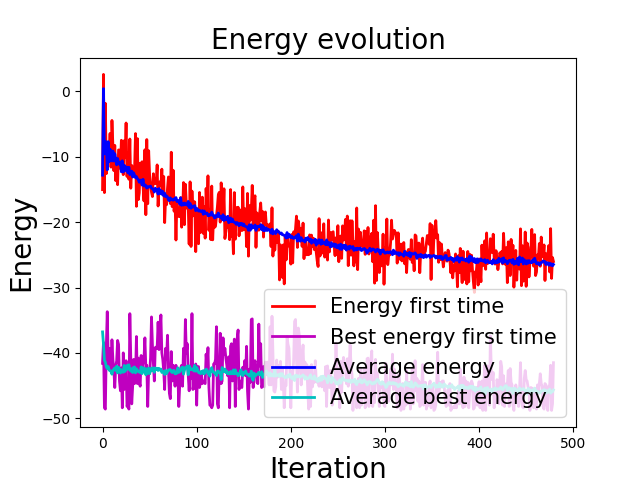 Energy evolution
Energy
0
−10
−20
−30
−40
−50
Energy first time
Best energy first time
Average energy
Average best energy
0
100
200
300
400
500
Iteration